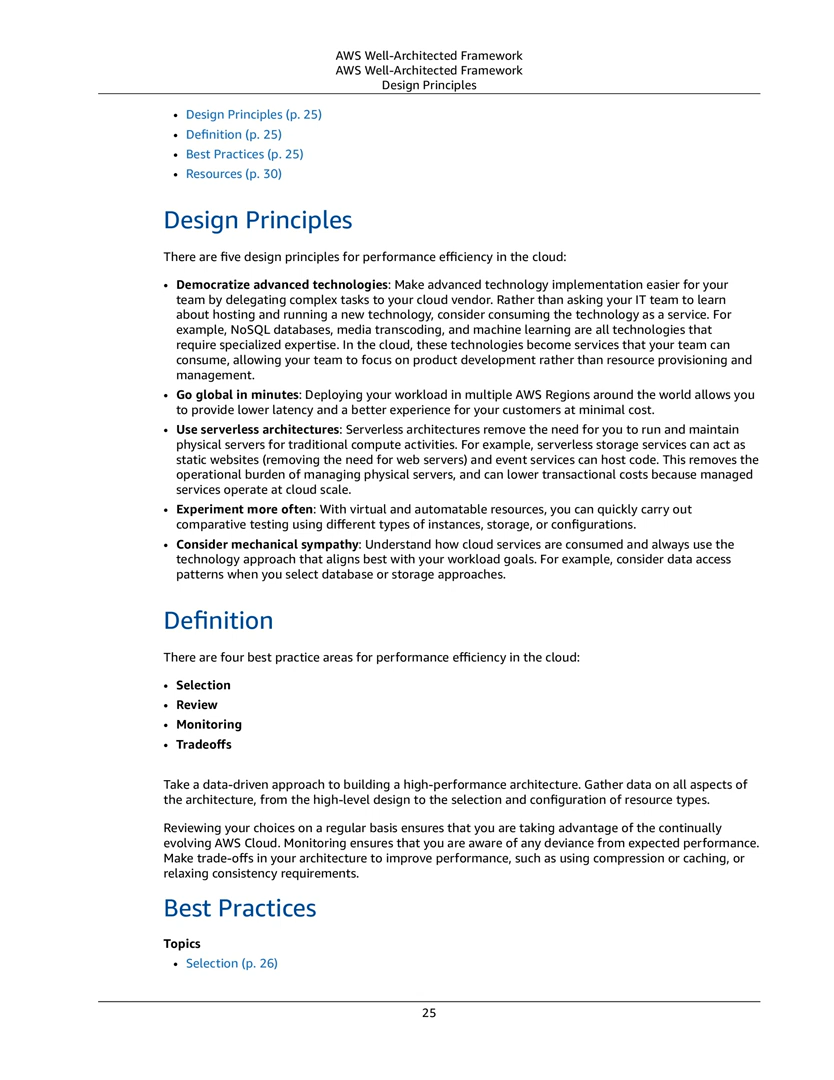 AWS Well-Architected Framework
AWS Well-Architected Framework
Design Principles
• Design Principles (p. 25)
• Definition (p. 25)
• Best Practices (p. 25)
• Resources (p. 30)
Design Principles
There are five design principles for performance efficiency in the cloud:
• Democratize advanced technologies: Make advanced technology implementation easier for your
team by delegating complex tasks to your cloud vendor. Rather than asking your IT team to learn
about hosting and running a new technology, consider consuming the technology as a service. For
example, NoSQL databases, media transcoding, and machine learning are all technologies that
require specialized expertise. In the cloud, these technologies become services that your team can
consume, allowing your team to focus on product development rather than resource provisioning and
management.
• Go global in minutes: Deploying your workload in multiple AWS Regions around the world allows you
to provide lower latency and a better experience for your customers at minimal cost.
• Use serverless architectures: Serverless architectures remove the need for you to run and maintain
physical servers for traditional compute activities. For example, serverless storage services can act as
static websites (removing the need for web servers) and event services can host code. This removes the
operational burden of managing physical servers, and can lower transactional costs because managed
services operate at cloud scale.
• Experiment more often: With virtual and automatable resources, you can quickly carry out
comparative testing using different types of instances, storage, or configurations.
• Consider mechanical sympathy: Understand how cloud services are consumed and always use the
technology approach that aligns best with your workload goals. For example, consider data access
patterns when you select database or storage approaches.
Definition
There are four best practice areas for performance efficiency in the cloud:
• Selection
• Review
• Monitoring
• Tradeoffs
Take a data-driven approach to building a high-performance architecture. Gather data on all aspects of
the architecture, from the high-level design to the selection and configuration of resource types.
Reviewing your choices on a regular basis ensures that you are taking advantage of the continually
evolving AWS Cloud. Monitoring ensures that you are aware of any deviance from expected performance.
Make trade-offs in your architecture to improve performance, such as using compression or caching, or
relaxing consistency requirements.
Best Practices
Topics
• Selection (p. 26)
25